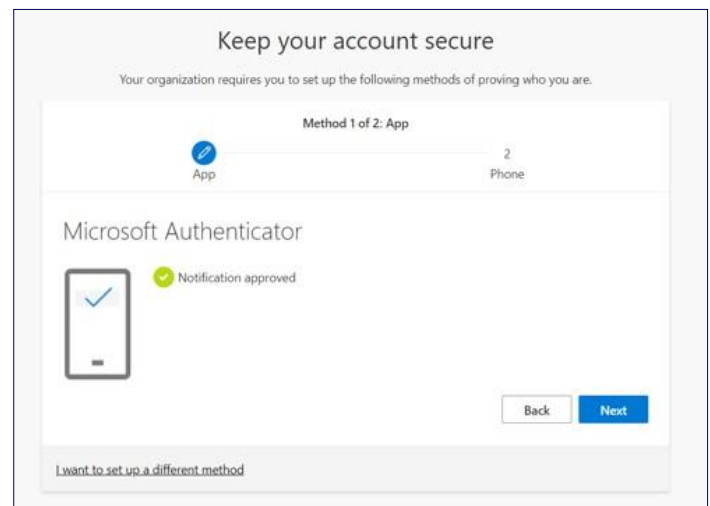 Keep your account secure
Your organization requires you to set up the following methods of proving who you are.
Method 1 of 2: App
App
2
Phone
Microsoft Authenticator
Notification approved
Back
Next
I want to set up a different method